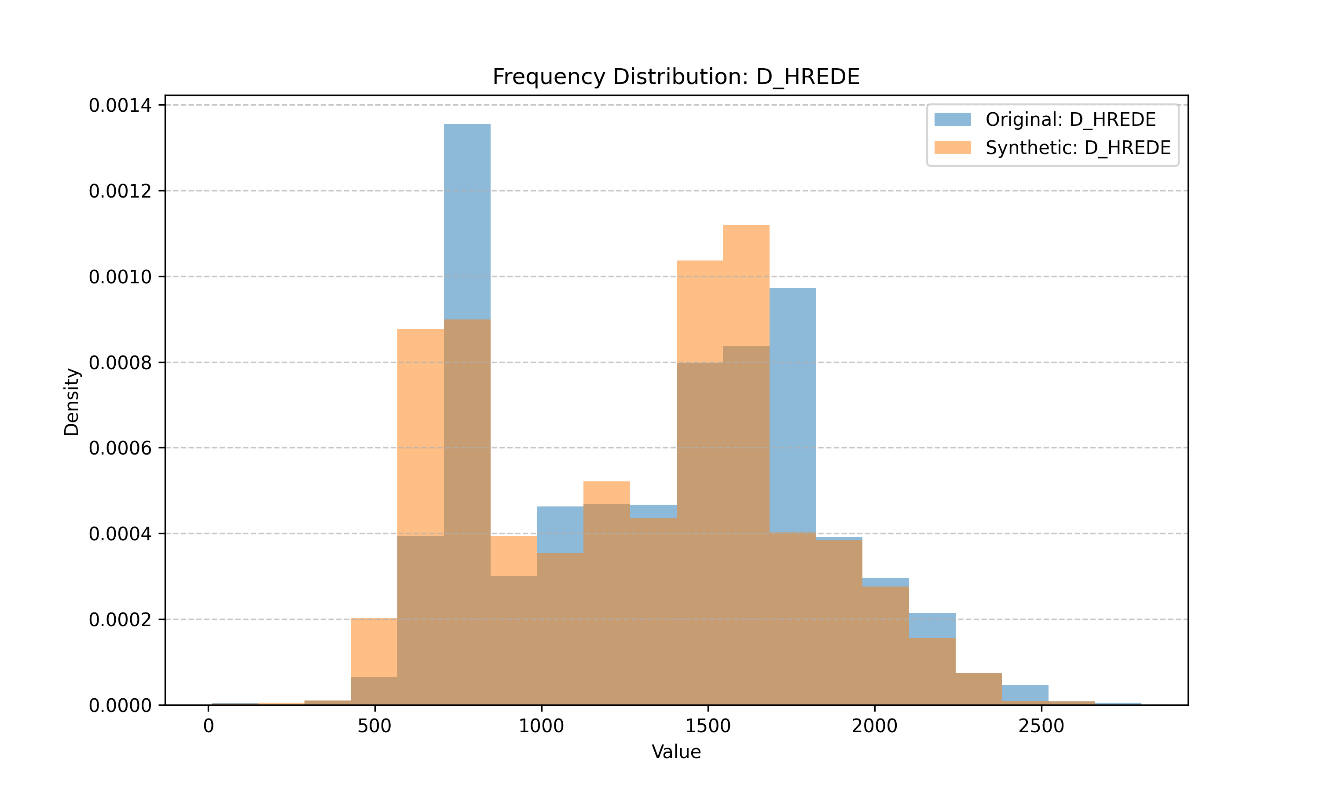 Frequency Distribution: D_HREDE
Original: D_HREDE
Synthetic: D_HREDE
Density
0.0014
0.0012
0.0010
0.0008
0.0006
0.0004
0.0002
0.0000
0 500 1000 1500 2000 2500
Value